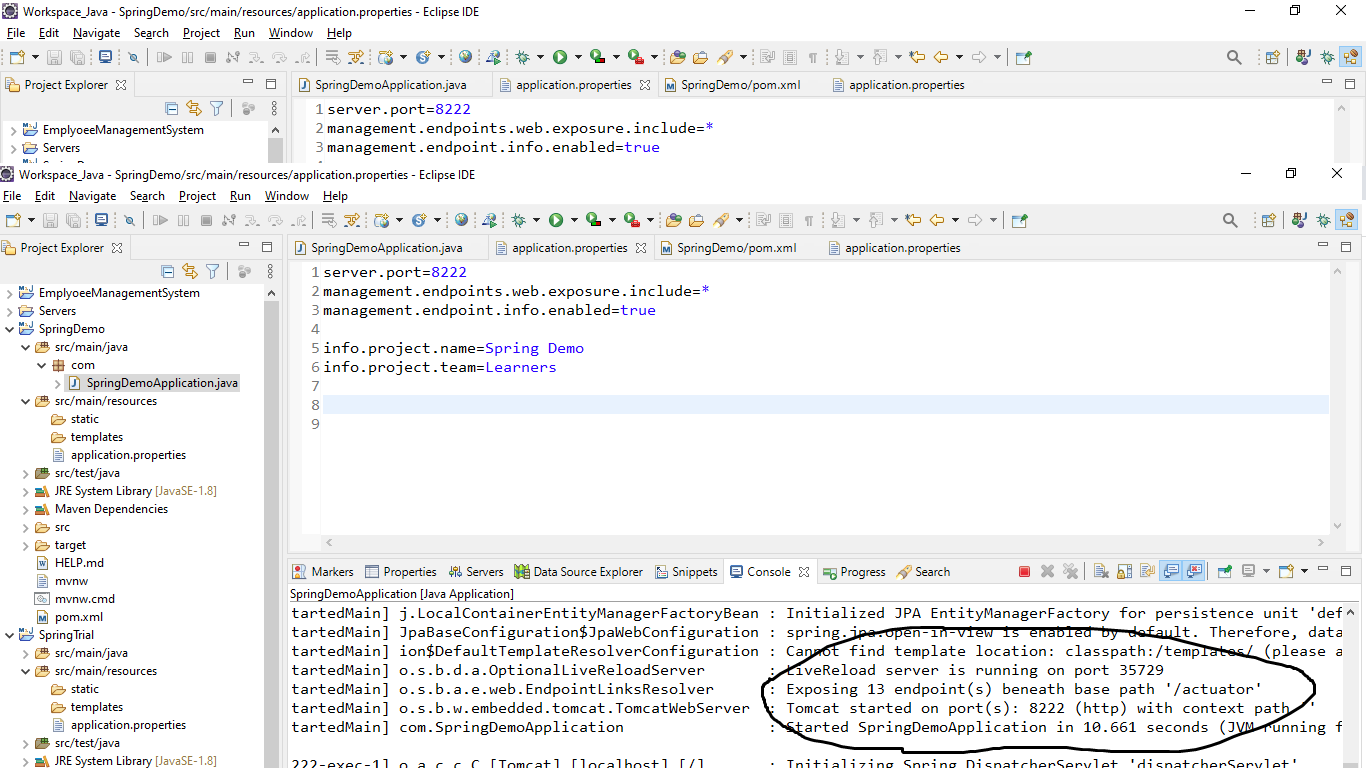 Workspace_Java - SpringDemo/src/main/resources/application.properties - Eclipse IDE
File Edit Navigate Search Project Run Window Help
Project Explorer
SpringDemoApplication.java application.properties SpringDemo/pom.xml application.properties
EmplyoeeManagementSystem
Servers
1 server.port=8222
2 management.endpoints.web.exposure.include=*
3 management.endpoint.info.enabled=true
Workspace_Java - SpringDemo/src/main/resources/application.properties - Eclipse IDE
File Edit Navigate Search Project Run Window Help
Project Explorer
SpringDemoApplication.java application.properties SpringDemo/pom.xml application.properties
EmplyoeeManagementSystem
Servers
SpringDemo
src/main/java
com
SpringDemoApplication.java
src/main/resources
static
templates
application.properties
src/test/java
JRE System Library [JavaSE-1.8]
Maven Dependencies
src
target
HELP.md
mvnw
mvnw.cmd
pom.xml
SpringTrial
src/main/java
src/main/resources
static
templates
application.properties
src/test/java
JRE System Library [JavaSE-1.8]
1 server.port=8222
2 management.endpoints.web.exposure.include=*
3 management.endpoint.info.enabled=true
4
5 info.project.name=Spring Demo
6 info.project.team=Learners
7
8
9
Markers Properties Servers Data Source Explorer Snippets Console Progress Search
SpringDemoApplication [Java Application]
tartedMain] j.LocalContainerEntityManagerFactoryBean : Initialized JPA EntityManagerFactory for persistence unit 'def
tartedMain] JpaBaseConfiguration$JpaWebConfiguration : spring.jpa.open-in-view is enabled by default. Therefore, data
tartedMain] ion$DefaultTemplateResolverConfiguration : Cannot find template location: classpath:/templates/ (please a
tartedMain] o.s.b.d.a.OptionalLiveReloadServer : LiveReload server is running on port 35729
tartedMain] o.s.b.a.e.web.EndpointLinksResolver : Exposing 13 endpoint(s) beneath base path '/actuator'
tartedMain] o.s.b.w.embedded.tomcat.TomcatWebServer : Tomcat started on port(s): 8222 (http) with context path ''
tartedMain] com.SpringDemoApplication : Started SpringDemoApplication in 10.661 seconds (JVM running f
222-exec-1] o.a.c.c.C.[Tomcat].[localhost].[/] : Initializing Spring DispatcherServlet 'dispatcherServlet'